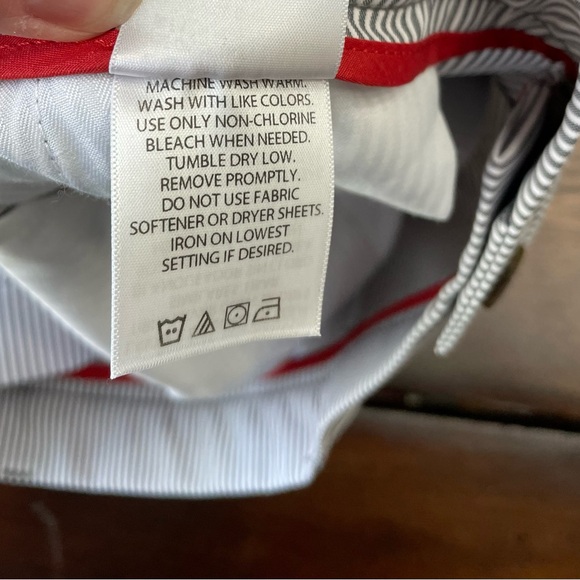 MACHINE WASH WARM.
WASH WITH LIKE COLORS.
USE ONLY NON-CHLORINE
BLEACH WHEN NEEDED.
TUMBLE DRY LOW.
REMOVE PROMPTLY.
DO NOT USE FABRIC
SOFTENER OR DRYER SHEETS.
IRON ON LOWEST
SETTING IF DESIRED.